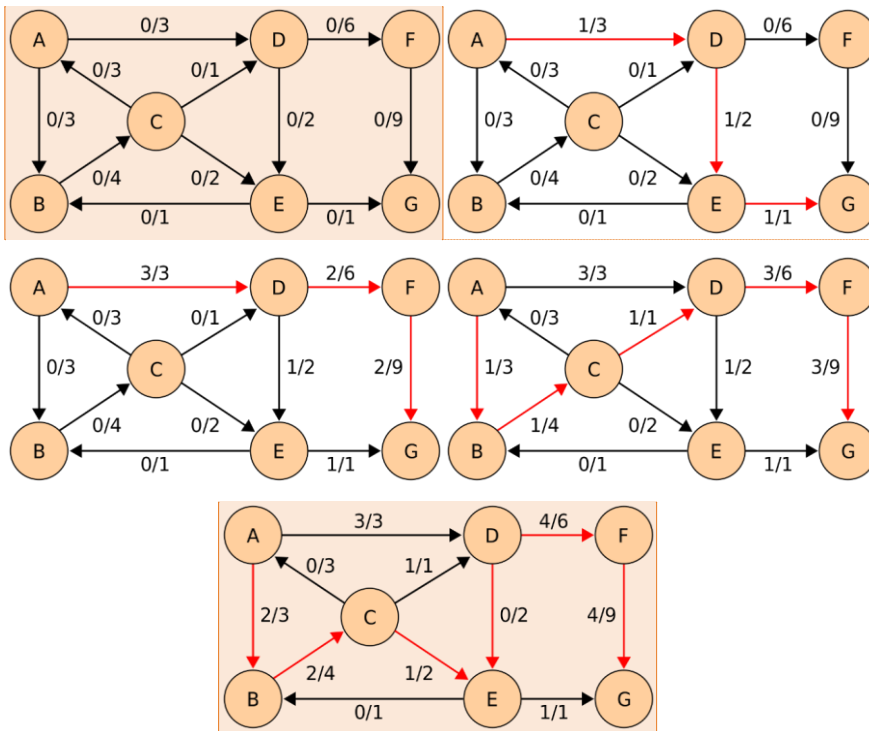 A 0/3 D 0/6 F
0/3 0/1
0/3 C 0/2 0/9
0/4 0/2
B 0/1 E 0/1 G
A 1/3 D 0/6 F
0/3 0/1
0/3 C 1/2 0/9
0/4 0/2
B 0/1 E 1/1 G
A 3/3 D 2/6 F
0/3 0/1
0/3 C 1/2 2/9
0/4 0/2
B 0/1 E 1/1 G
A 3/3 D 3/6 F
0/3 1/1
1/3 C 1/2 3/9
1/4 0/2
B 0/1 E 1/1 G
A 3/3 D 4/6 F
0/3 1/1
2/3 C 0/2 4/9
2/4 1/2
B 0/1 E 1/1 G